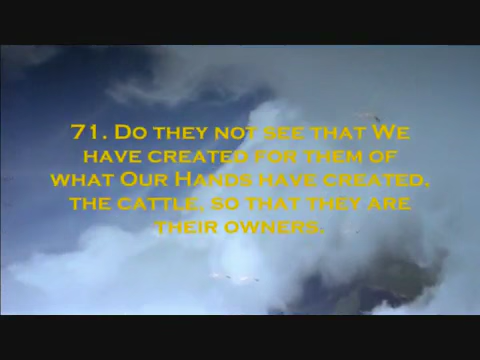 71. Do they not see that We
have created for them of
what Our Hands have created,
the cattle, so that they are
their owners.